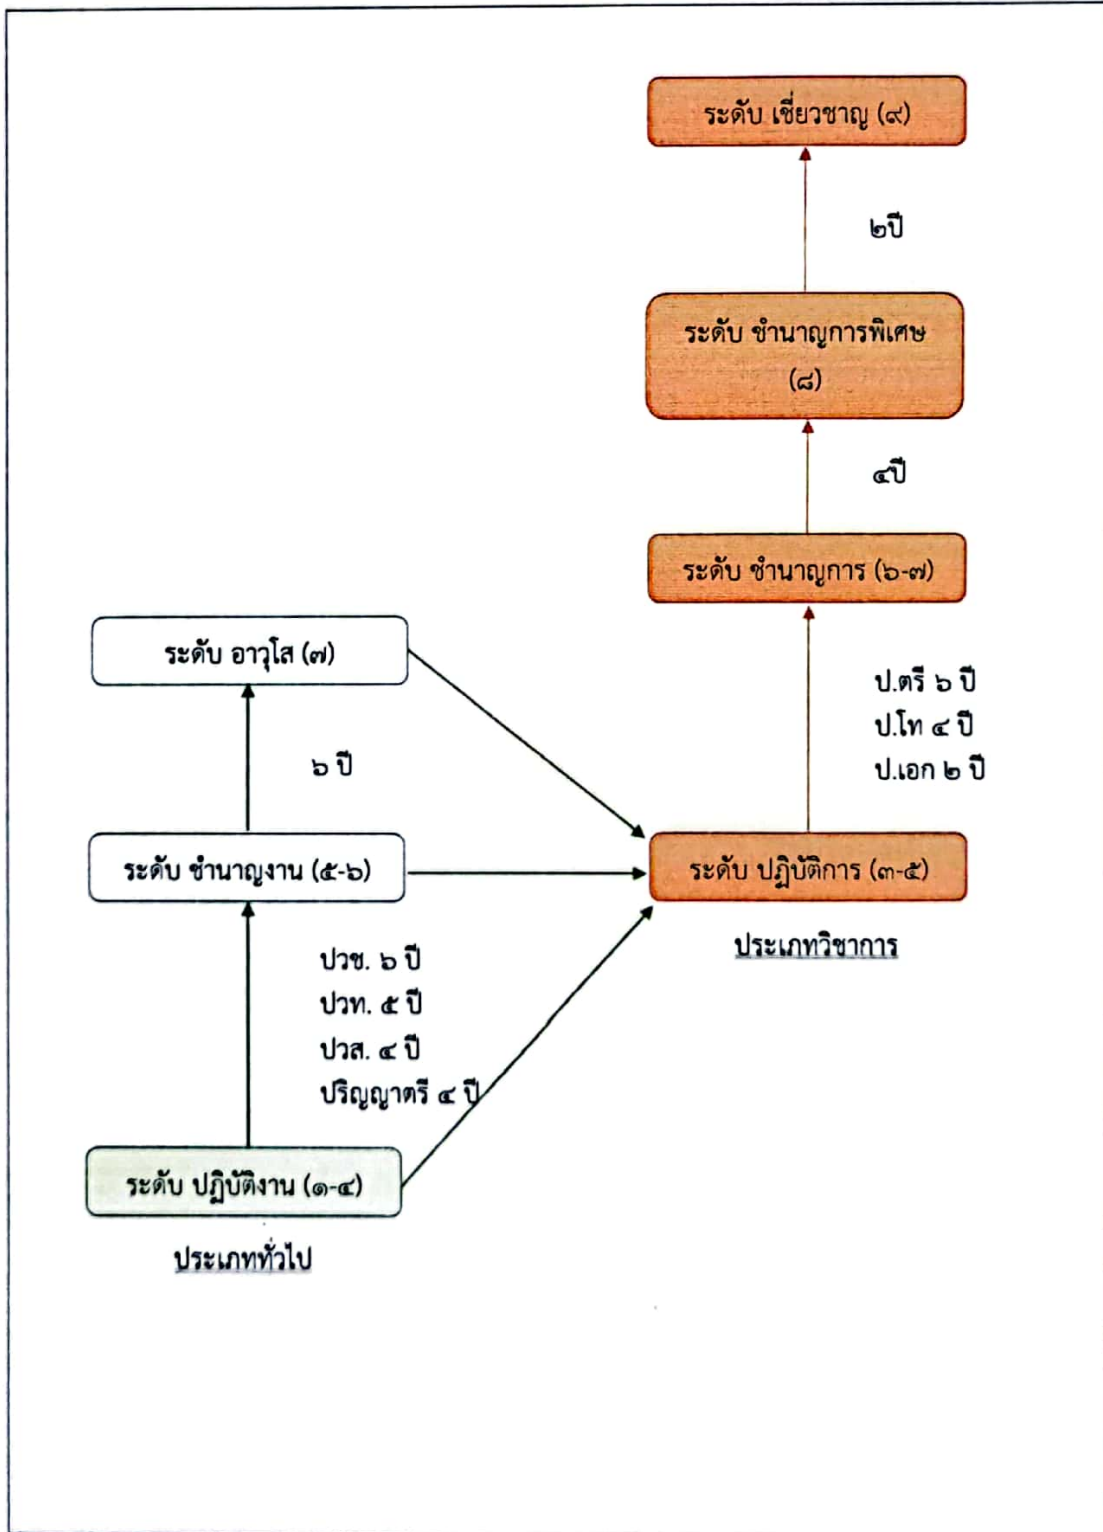 ระดับ เชี่ยวชาญ (๙)
๒ปี
ระดับ ชำนาญการพิเศษ
(๘)
๔ปี
ระดับ ชำนาญการ (๖-๗)
ระดับ อาวุโส (๗)
ป.ตรี ๖ ปี
ป.โท ๔ ปี
ป.เอก ๒ ปี
๖ ปี
ระดับ ชำนาญงาน (๕-๖)
ระดับ ปฏิบัติการ (๓-๕)
ประเภทวิชาการ
ปวช. ๖ ปี
ปวท. ๕ ปี
ปวส. ๔ ปี
ปริญญาตรี ๔ ปี
ระดับ ปฏิบัติงาน (๑-๔)
ประเภททั่วไป